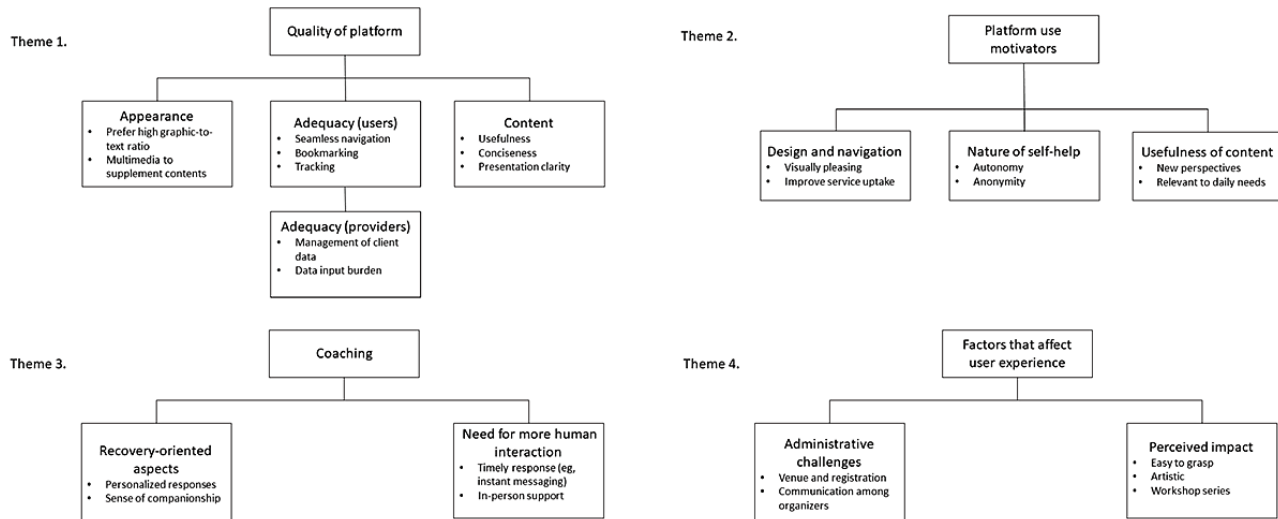 Theme 1.
Quality of platform
Appearance
• Prefer high graphic-to-
text ratio
• Multimedia to
supplement contents
Adequacy (users)
• Seamless navigation
• Bookmarking
• Tracking
Content
• Usefulness
• Conciseness
• Presentation clarity
Adequacy (providers)
• Management of client
data
• Data input burden
Theme 2.
Platform use
motivators
Design and navigation
• Visually pleasing
• Improve service uptake
Nature of self-help
• Autonomy
• Anonymity
Usefulness of content
• New perspectives
• Relevant to daily needs
Theme 3.
Coaching
Recovery-oriented
aspects
• Personalized responses
• Sense of companionship
Need for more human
interaction
• Timely response (eg,
instant messaging)
• In-person support
Theme 4.
Factors that affect
user experience
Administrative
challenges
• Venue and registration
• Communication among
organizers
Perceived impact
• Easy to grasp
• Artistic
• Workshop series